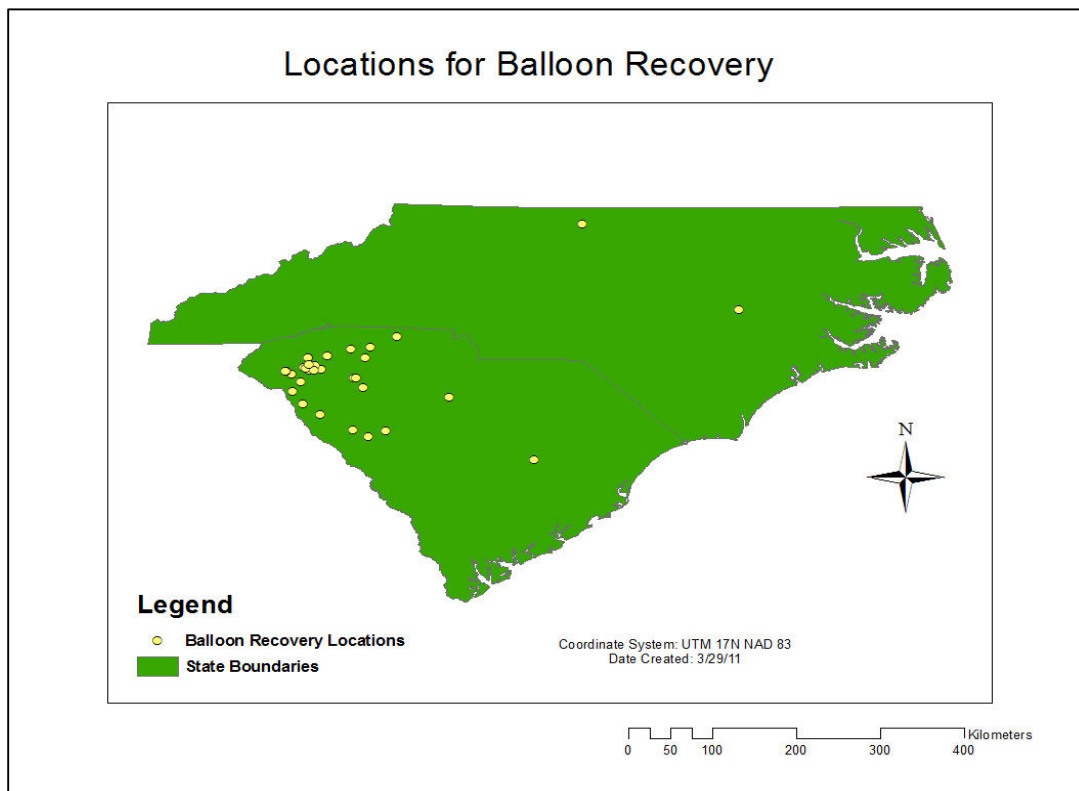 Locations for Balloon Recovery
N
Legend
Balloon Recovery Locations
State Boundaries
Coordinate System: UTM 17N NAD 83
Date Created: 3/29/11
Kilometers
0 50 100 200 300 400